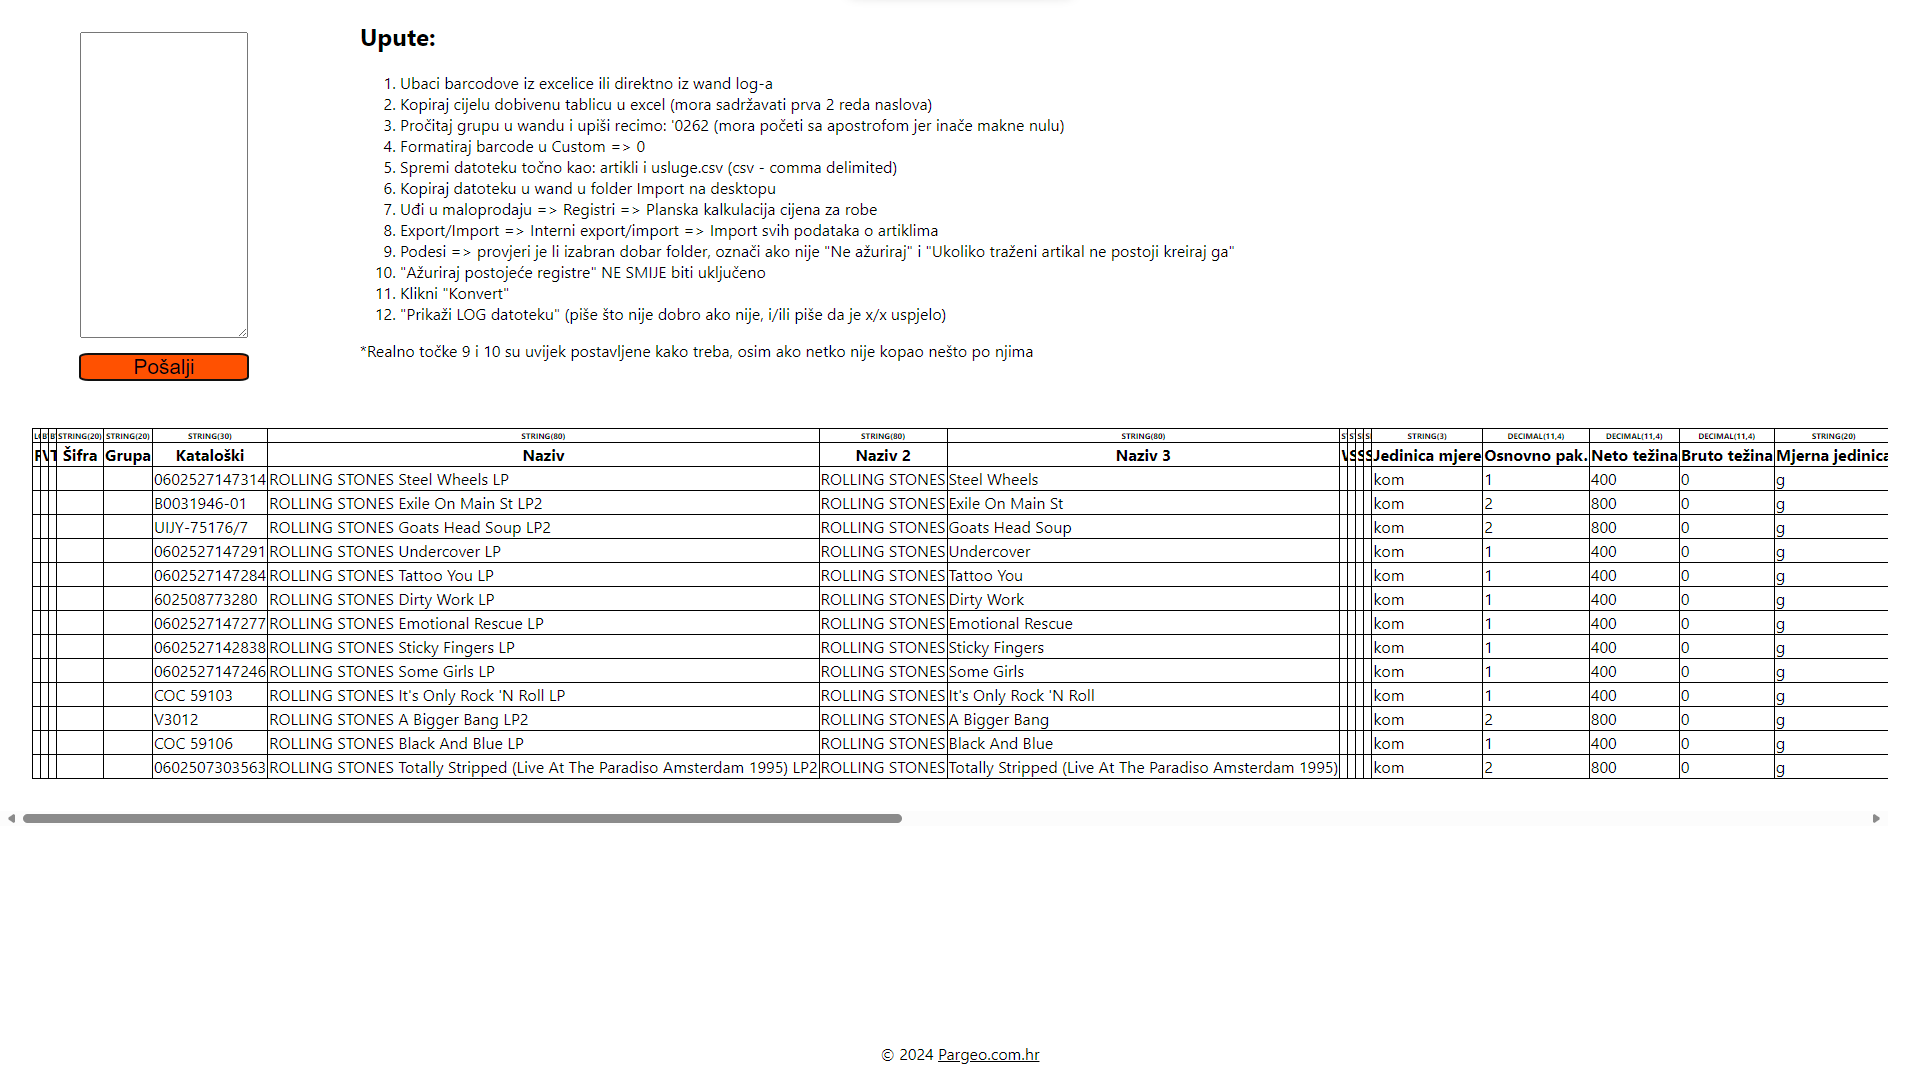 Upute:
1. Ubaci barcodove iz excelice ili direktno iz wand log-a
2. Kopiraj cijelu dobivenu tablicu u excel (mora sadržavati prva 2 reda naslova)
3. Pročitaj grupu u wandu i upiši recimo: '0262 (mora početi sa apostrofom jer inače makne nulu)
4. Formatiraj barcode u Custom => 0
5. Spremi datoteku točno kao: artikli i usluge.csv (csv - comma delimited)
6. Kopiraj datoteku u wand u folder Import na desktopu
7. Uđi u maloprodaju => Registri => Planska kalkulacija cijena za robe
8. Export/Import => Interni export/import => Import svih podataka o artiklima
9. Podesi => provjeri je li izabran dobar folder, označi ako nije "Ne ažuriraj" i "Ukoliko traženi artikal ne postoji kreiraj ga"
10. "Ažuriraj postojeće registre" NE SMIJE biti uključeno
11. Klikni "Konvert"
12. "Prikaži LOG datoteku" (piše što nije dobro ako nije, i/ili piše da je x/x uspjelo)
*Realno točke 9 i 10 su uvijek postavljene kako treba, osim ako netko nije kopao nešto po njima
Pošalji
STRING(20) STRING(20) STRING(30) STRING(80) STRING(80) STRING(80) STRING(3) DECIMAL(11,4) DECIMAL(11,4) DECIMAL(11,4) STRING(20)
Šifra Grupa Kataloški Naziv Naziv 2 Naziv 3 Jedinica mjere Osnovno pak. Neto težina Bruto težina Mjerna jedinica
0602527147314 ROLLING STONES Steel Wheels LP ROLLING STONES Steel Wheels kom 1 400 0 g
B0031946-01 ROLLING STONES Exile On Main St LP2 ROLLING STONES Exile On Main St kom 2 800 0 g
UIJY-75176/7 ROLLING STONES Goats Head Soup LP2 ROLLING STONES Goats Head Soup kom 2 800 0 g
0602527147291 ROLLING STONES Undercover LP ROLLING STONES Undercover kom 1 400 0 g
0602527147284 ROLLING STONES Tattoo You LP ROLLING STONES Tattoo You kom 1 400 0 g
602508773280 ROLLING STONES Dirty Work LP ROLLING STONES Dirty Work kom 1 400 0 g
0602527147277 ROLLING STONES Emotional Rescue LP ROLLING STONES Emotional Rescue kom 1 400 0 g
0602527142838 ROLLING STONES Sticky Fingers LP ROLLING STONES Sticky Fingers kom 1 400 0 g
0602527147246 ROLLING STONES Some Girls LP ROLLING STONES Some Girls kom 1 400 0 g
COC 59103 ROLLING STONES It's Only Rock 'N Roll LP ROLLING STONES It's Only Rock 'N Roll kom 1 400 0 g
V3012 ROLLING STONES A Bigger Bang LP2 ROLLING STONES A Bigger Bang kom 2 800 0 g
COC 59106 ROLLING STONES Black And Blue LP ROLLING STONES Black And Blue kom 1 400 0 g
0602507303563 ROLLING STONES Totally Stripped (Live At The Paradiso Amsterdam 1995) LP2 ROLLING STONES Totally Stripped (Live At The Paradiso Amsterdam 1995) kom 2 800 0 g
© 2024 Pargeo.com.hr